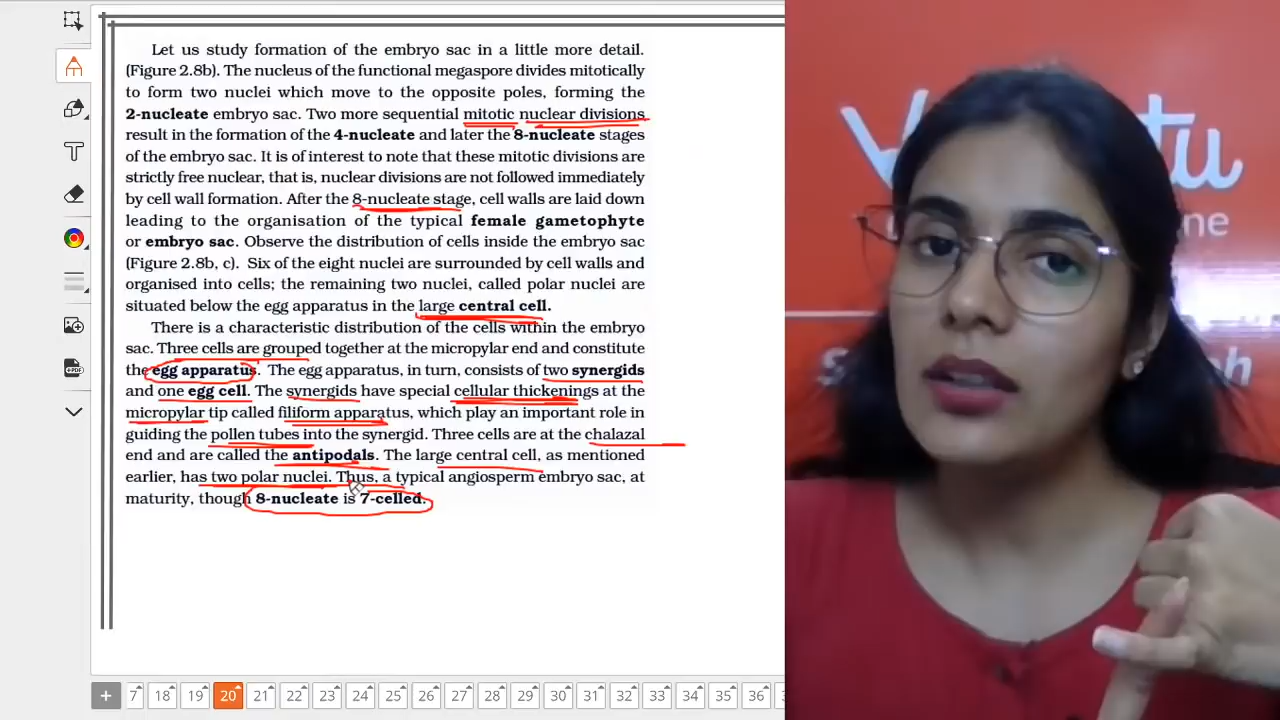 Let us study formation of the embryo sac in a little more detail.
(Figure 2.8b). The nucleus of the functional megaspore divides mitotically
to form two nuclei which move to the opposite poles, forming the
2-nucleate embryo sac. Two more sequential mitotic nuclear divisions
result in the formation of the 4-nucleate and later the 8-nucleate stages
of the embryo sac. It is of interest to note that these mitotic divisions are
strictly free nuclear, that is, nuclear divisions are not followed immediately
by cell wall formation. After the 8-nucleate stage, cell walls are laid down
leading to the organisation of the typical female gametophyte
or embryo sac. Observe the distribution of cells inside the embryo sac
(Figure 2.8b, c). Six of the eight nuclei are surrounded by cell walls and
organised into cells; the remaining two nuclei, called polar nuclei are
situated below the egg apparatus in the large central cell.
There is a characteristic distribution of the cells within the embryo
sac. Three cells are grouped together at the micropylar end and constitute
the egg apparatus. The egg apparatus, in turn, consists of two synergids
and one egg cell. The synergids have special cellular thickenings at the
micropylar tip called filiform apparatus, which play an important role in
guiding the pollen tubes into the synergid. Three cells are at the chalazal
end and are called the antipodals. The large central cell, as mentioned
earlier, has two polar nuclei. Thus, a typical angiosperm embryo sac, at
maturity, though 8-nucleate is 7-celled.
+ 7 18 19 20 21 22 23 24 25 26 27 28 29 30 31 32 33 34 35 36